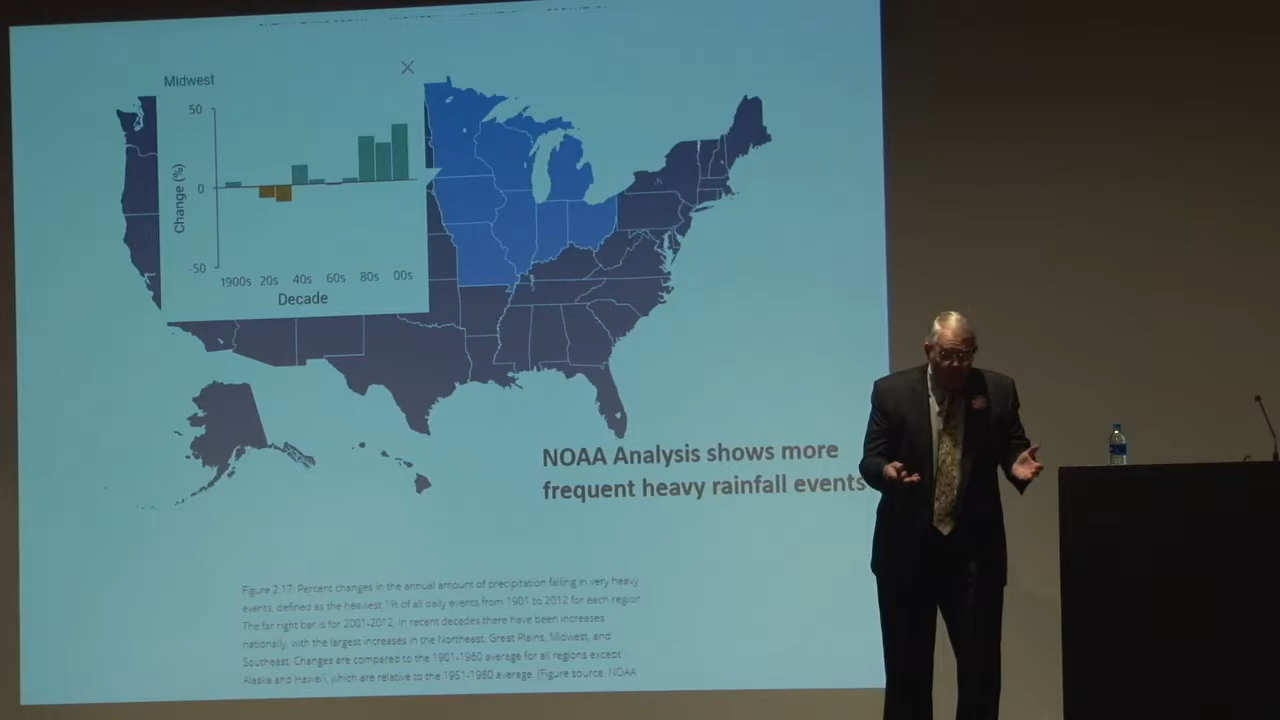 Midwest
50
0
-50
Change (%)
1900s 20s 40s 60s 80s 00s
Decade
NOAA Analysis shows more
frequent heavy rainfall events
Figure 2.17: Percent changes in the annual amount of precipitation falling in very heavy
events, defined as the heaviest 1% of all daily events from 1901 to 2012 for each region.
The far right bar is for 2001-2012. In recent decades there have been increases
nationally, with the largest increases in the Northeast, Great Plains, Midwest, and
Southeast. Changes are compared to the 1901-1960 average for all regions except
Alaska and Hawai'i, which are relative to the 1951-1980 average. (Figure source: NOAA